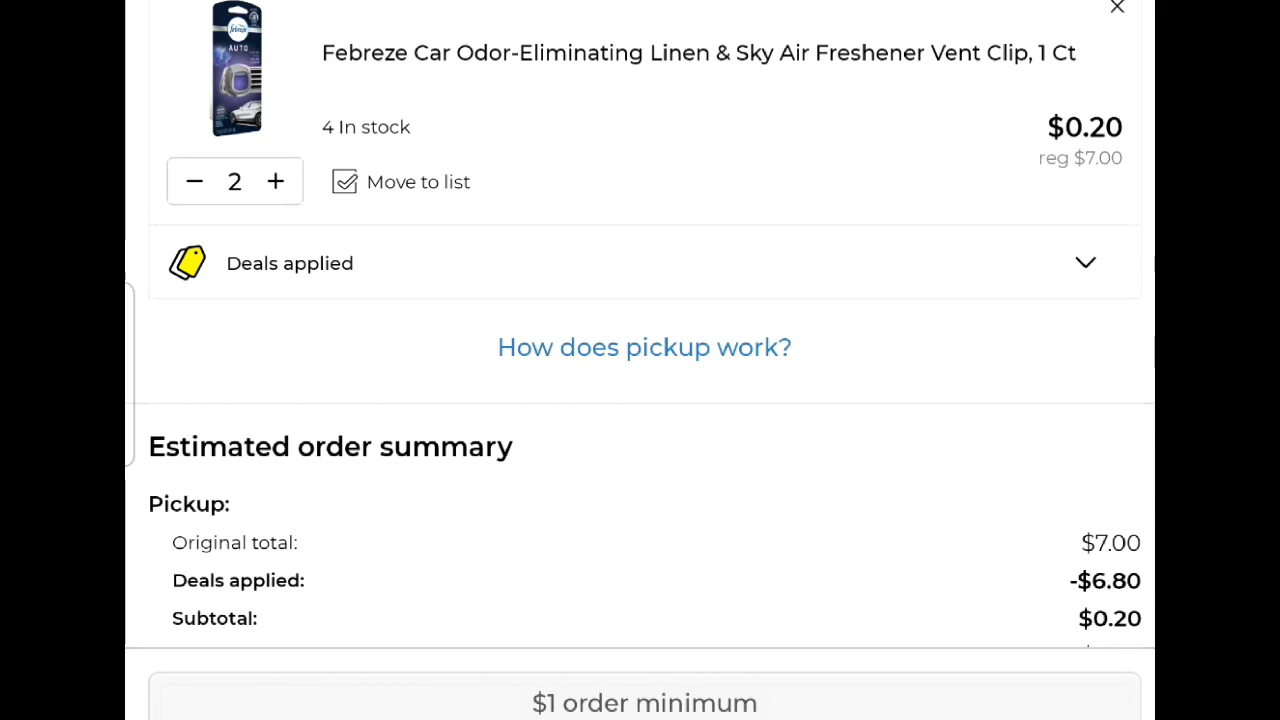 febreze
AUTO
Febreze Car Odor-Eliminating Linen & Sky Air Freshener Vent Clip, 1 Ct
4 In stock
$0.20
reg $7.00
2
Move to list
Deals applied
How does pickup work?
Estimated order summary
Pickup:
Original total: $7.00
Deals applied: -$6.80
Subtotal: $0.20
$1 order minimum